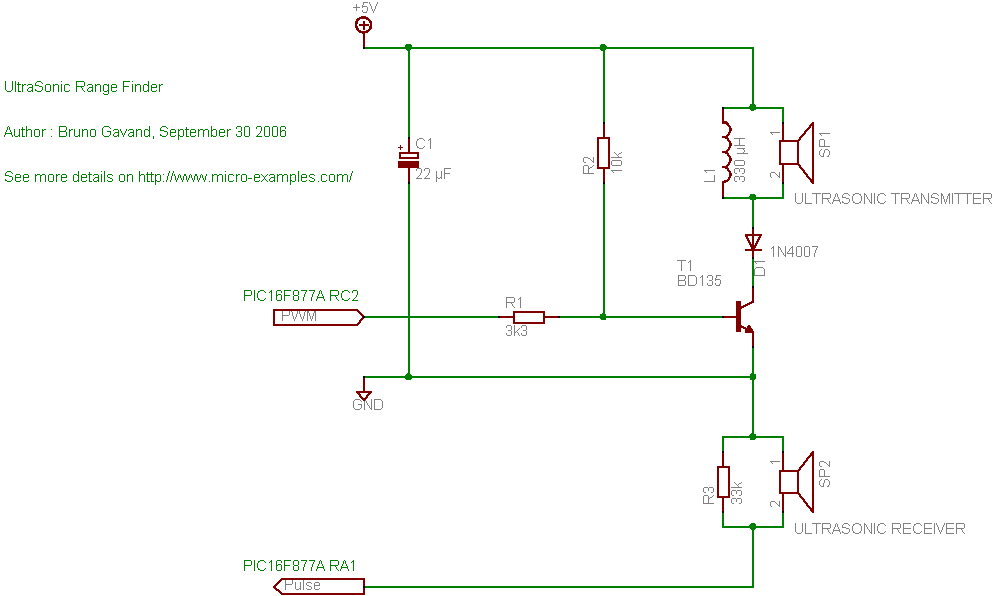 +5V
UltraSonic Range Finder
Author : Bruno Gavand, September 30 2006
See more details on http://www.micro-examples.com/
C1
22 µF
R2
10k
L1
330 µH
1
2
SP1
ULTRASONIC TRANSMITTER
D1
1N4007
T1
BD135
PIC16F877A RC2
PWM
R1
3k3
GND
R3
33k
1
2
SP2
ULTRASONIC RECEIVER
PIC16F877A RA1
Pulse